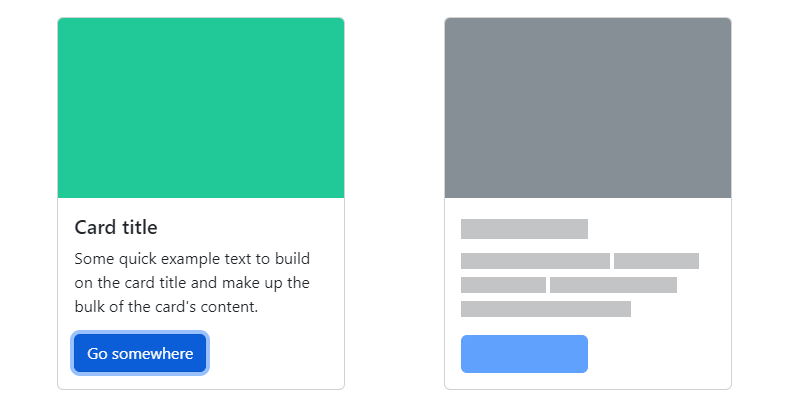 Card title
Some quick example text to build
on the card title and make up the
bulk of the card's content.
Go somewhere